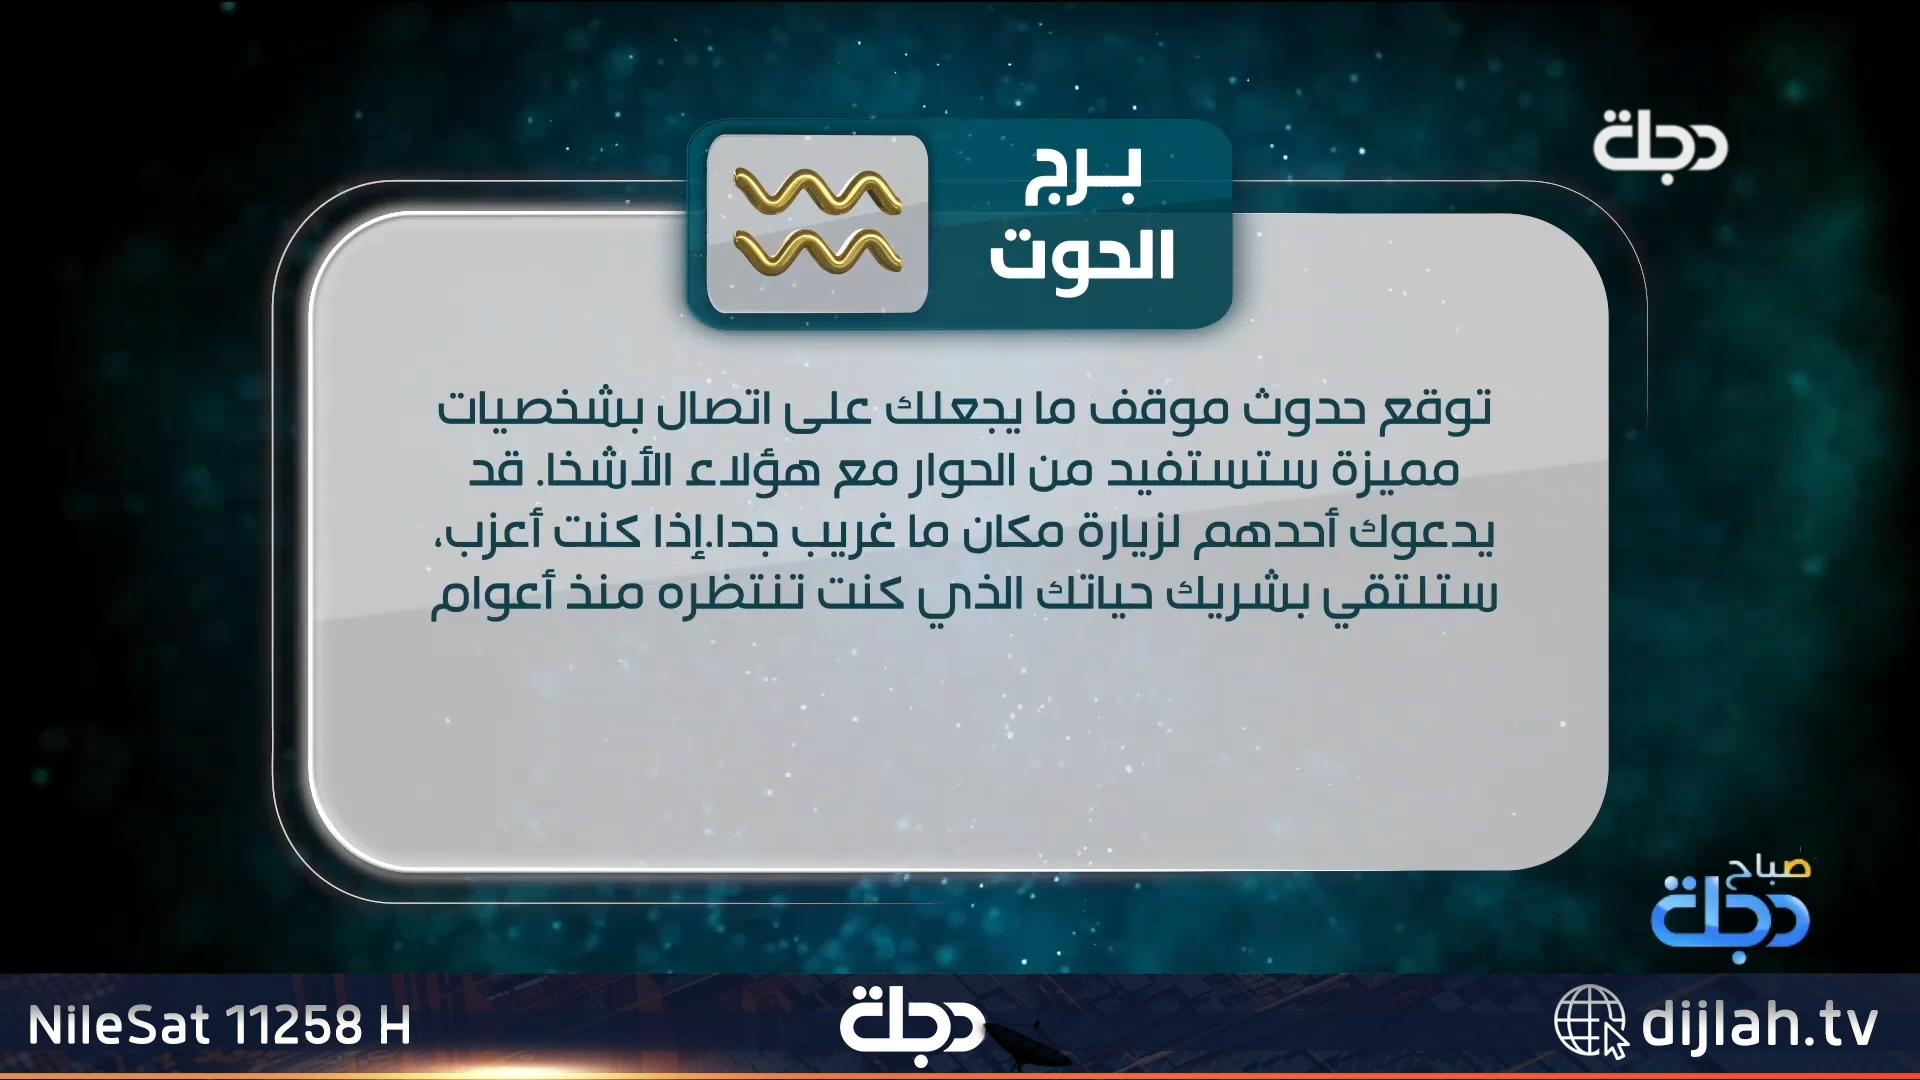 دجلة
برج
الحوت
توقع حدوث موقف ما يجعلك على اتصال بشخصيات
مميزة ستستفيد من الحوار مع هؤلاء الأشخا. قد
يدعوك أحدهم لزيارة مكان ما غريب جدا.إذا كنت أعزب،
ستلتقي بشريك حياتك الذي كنت تنتظره منذ أعوام
صباح
دجلة
NileSat 11258 H
دجلة
dijlah.tv